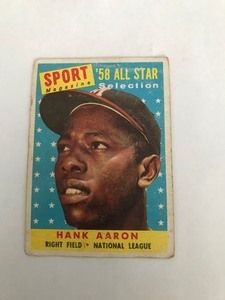 SPORT
Magazine
'58 ALL STAR
Selection
HANK AARON
RIGHT FIELD • NATIONAL LEAGUE